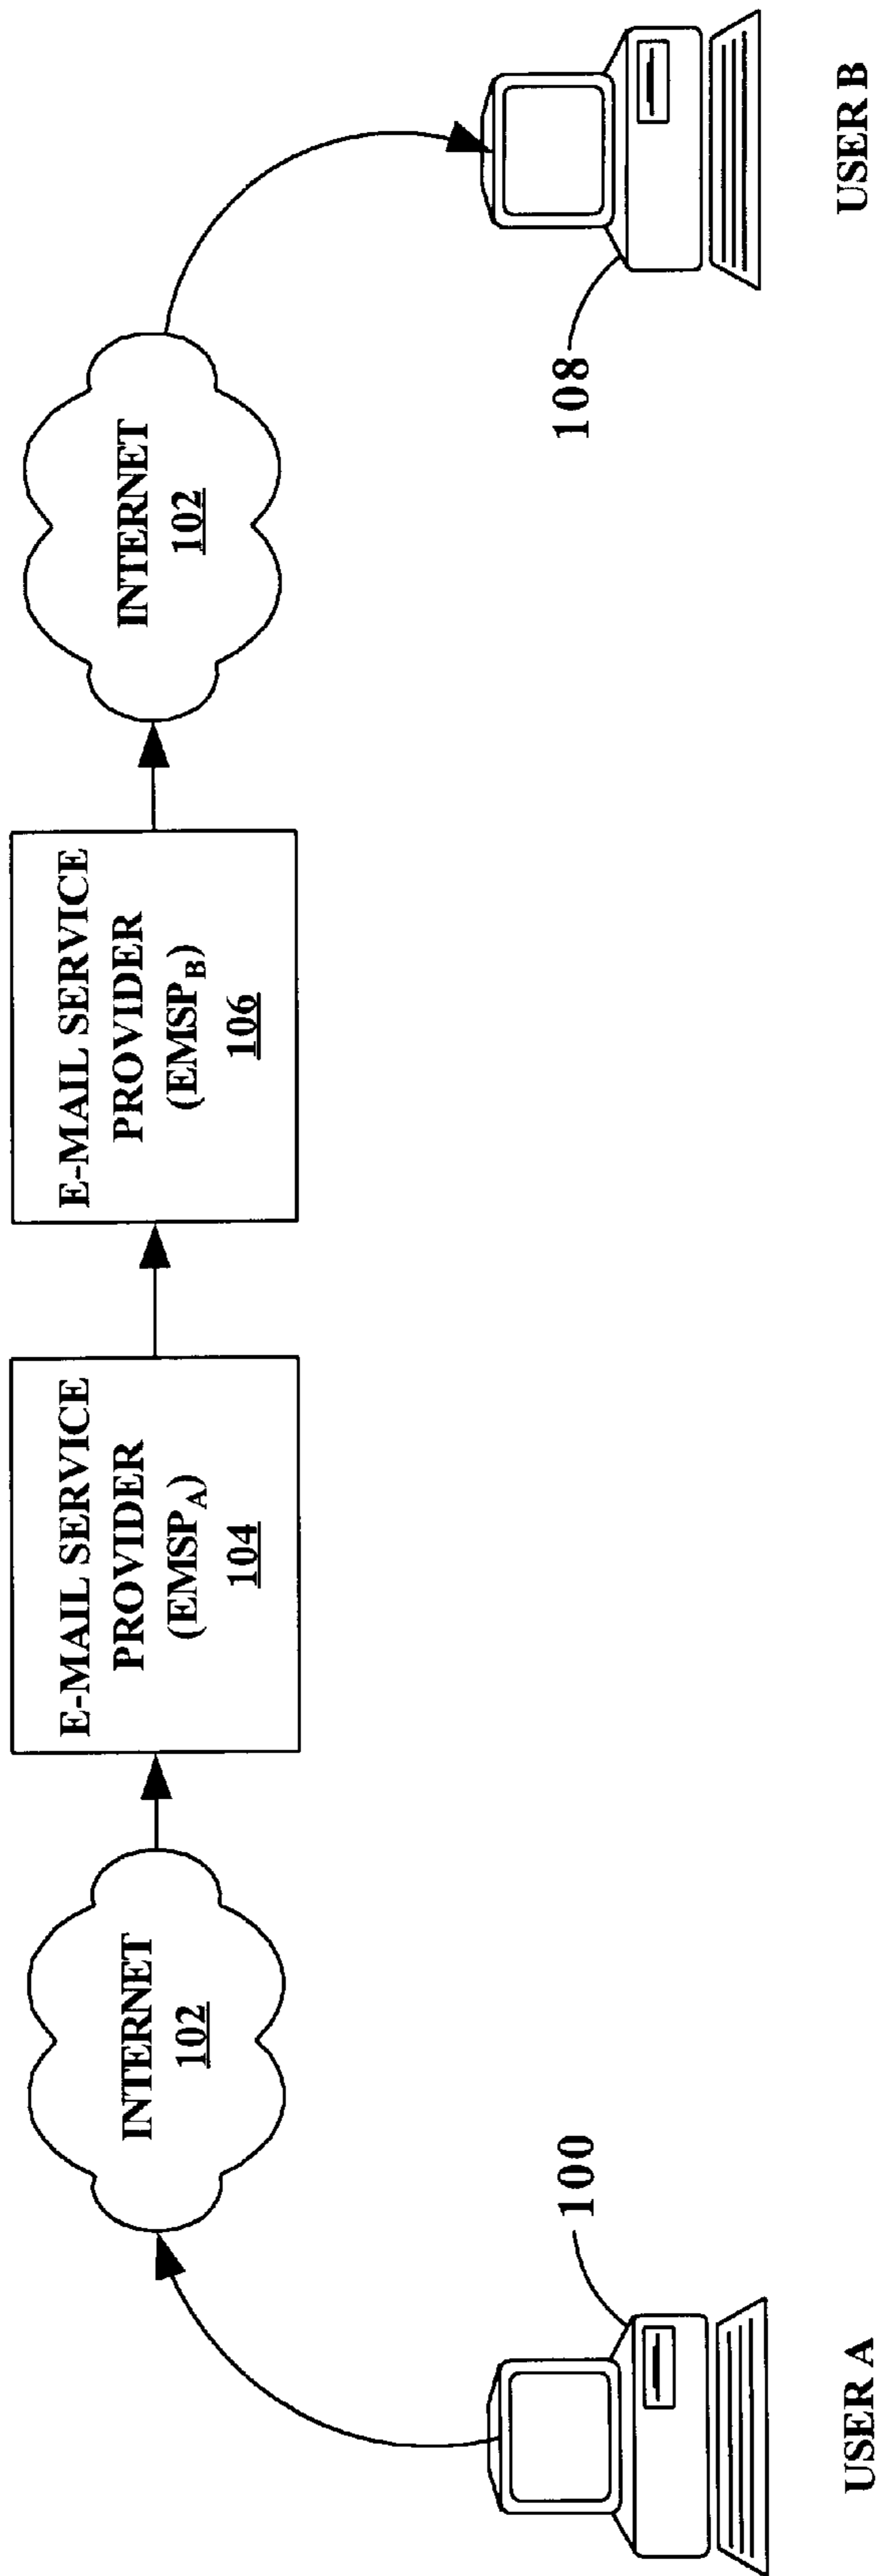 INTERNET
102
E-MAIL SERVICE
PROVIDER
(EMSPA)
104
E-MAIL SERVICE
PROVIDER
(EMSPB)
106
INTERNET
102
100
108
USER A
USER B